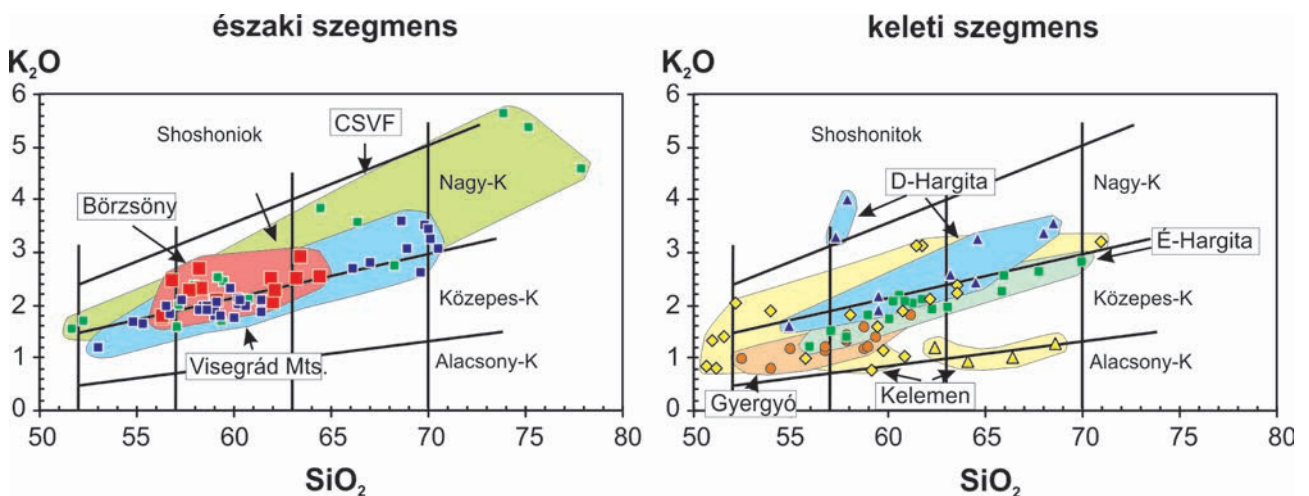 északi szegmens
K₂O
6
5
4
3
2
1
0
50
55
60
65
70
75
80
SiO₂
Shoshoniok
CSVF
Börzsöny
Nagy-K
Közepes-K
Visegrád Mts.
Alacsony-K
keleti szegmens
K₂O
6
5
4
3
2
1
0
50
55
60
65
70
75
80
SiO₂
Shoshonitok
D-Hargita
Nagy-K
É-Hargita
Közepes-K
Alacsony-K
Gyergyó
Kelemen